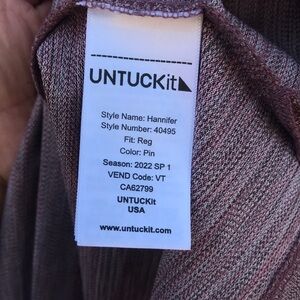 UNTUCKit
Style Name: Hannifer
Style Number: 40495
Fit: Reg
Color: Pin
Season: 2022 SP 1
VEND Code: VT
CA62799
UNTUCKit
USA
www.untuckit.com